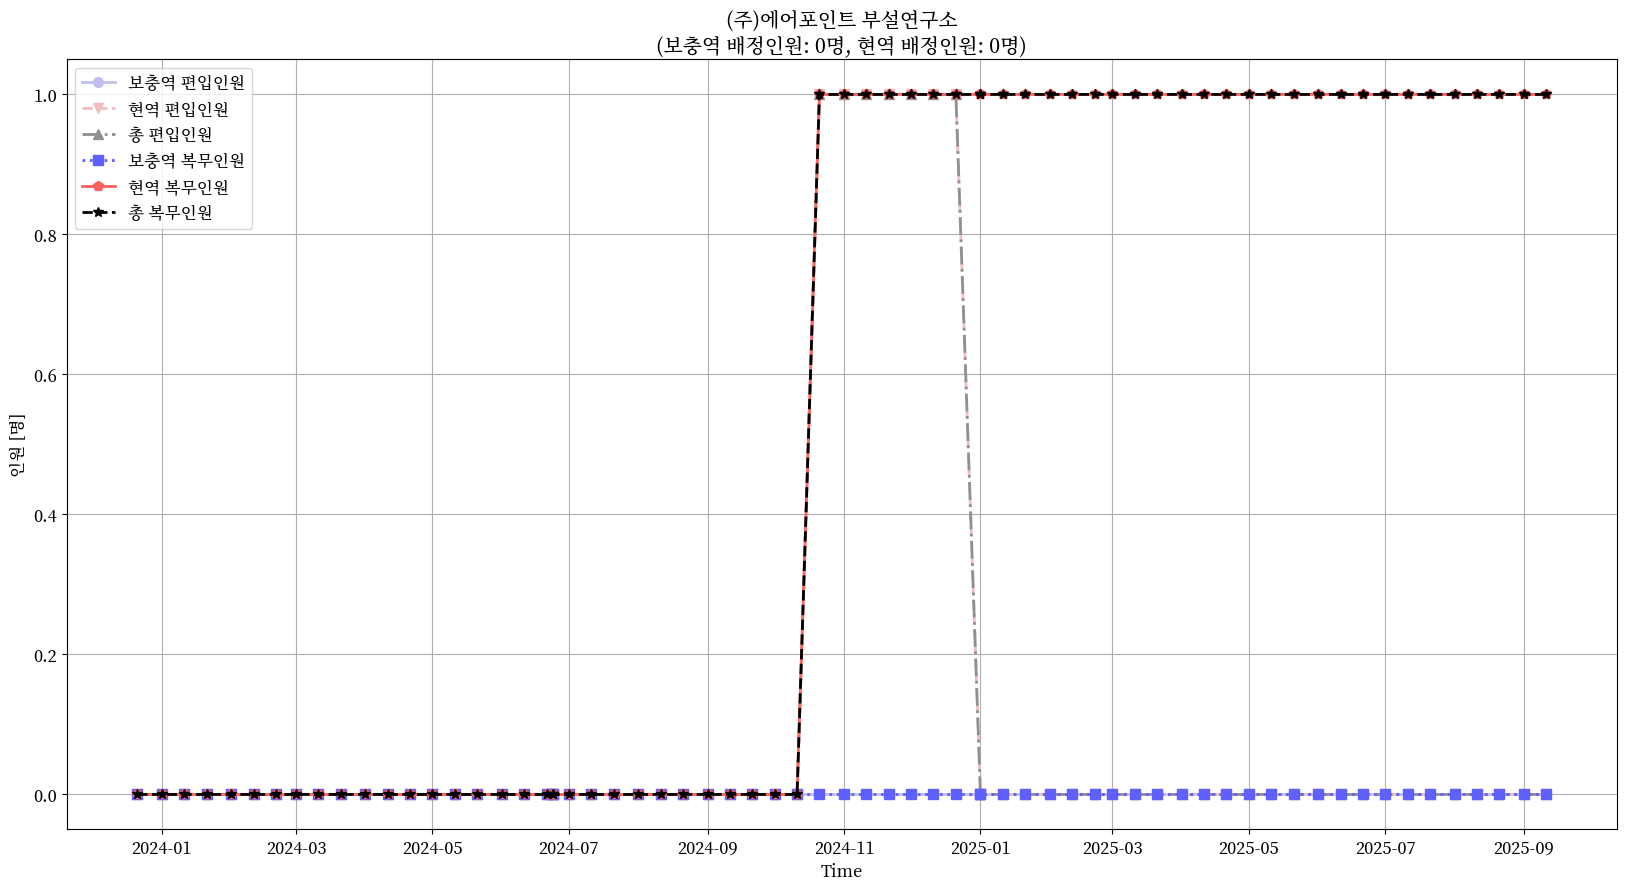 (주)에어포인트 부설연구소
(보충역 배정인원: 0명, 현역 배정인원: 0명)
보충역 편입인원
현역 편입인원
총 편입인원
보충역 복무인원
현역 복무인원
총 복무인원
인원 [명]
1.0
0.8
0.6
0.4
0.2
0.0
2024-01 2024-03 2024-05 2024-07 2024-09 2024-11 2025-01 2025-03 2025-05 2025-07 2025-09
Time